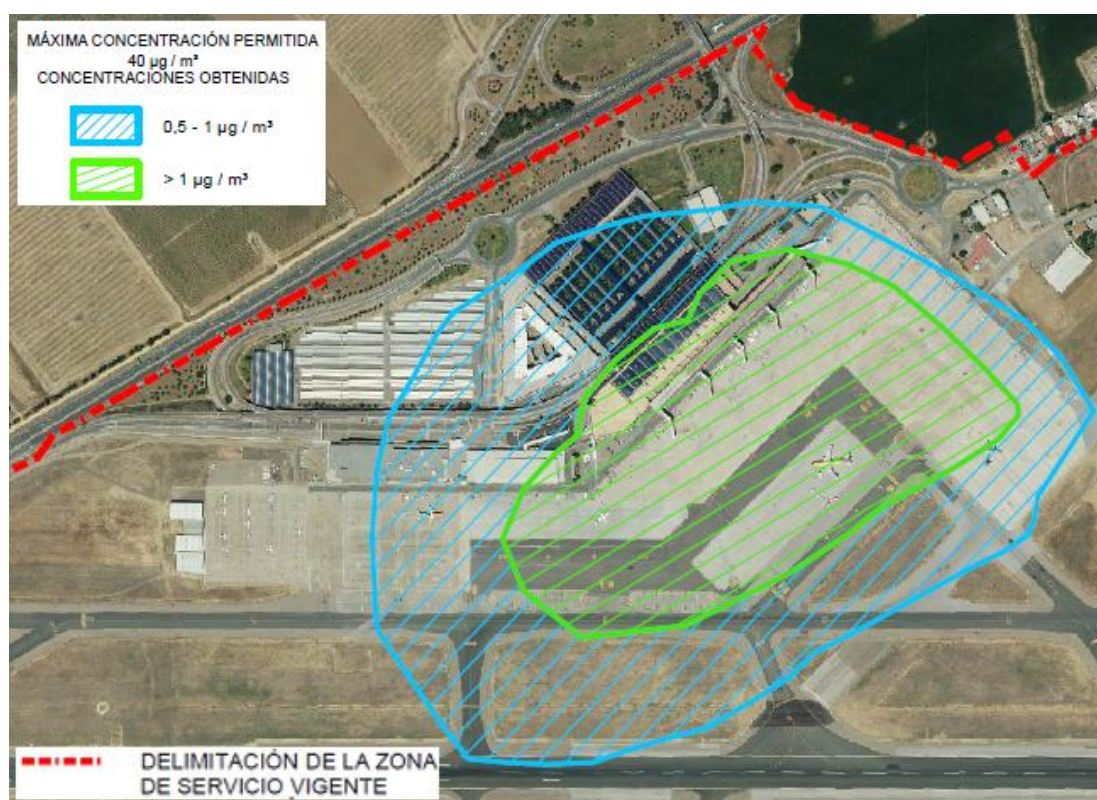 MÁXIMA CONCENTRACIÓN PERMITIDA
40 µg / m³
CONCENTRACIONES OBTENIDAS
0,5 - 1 µg / m³
> 1 µg / m³
DELIMITACIÓN DE LA ZONA
DE SERVICIO VIGENTE